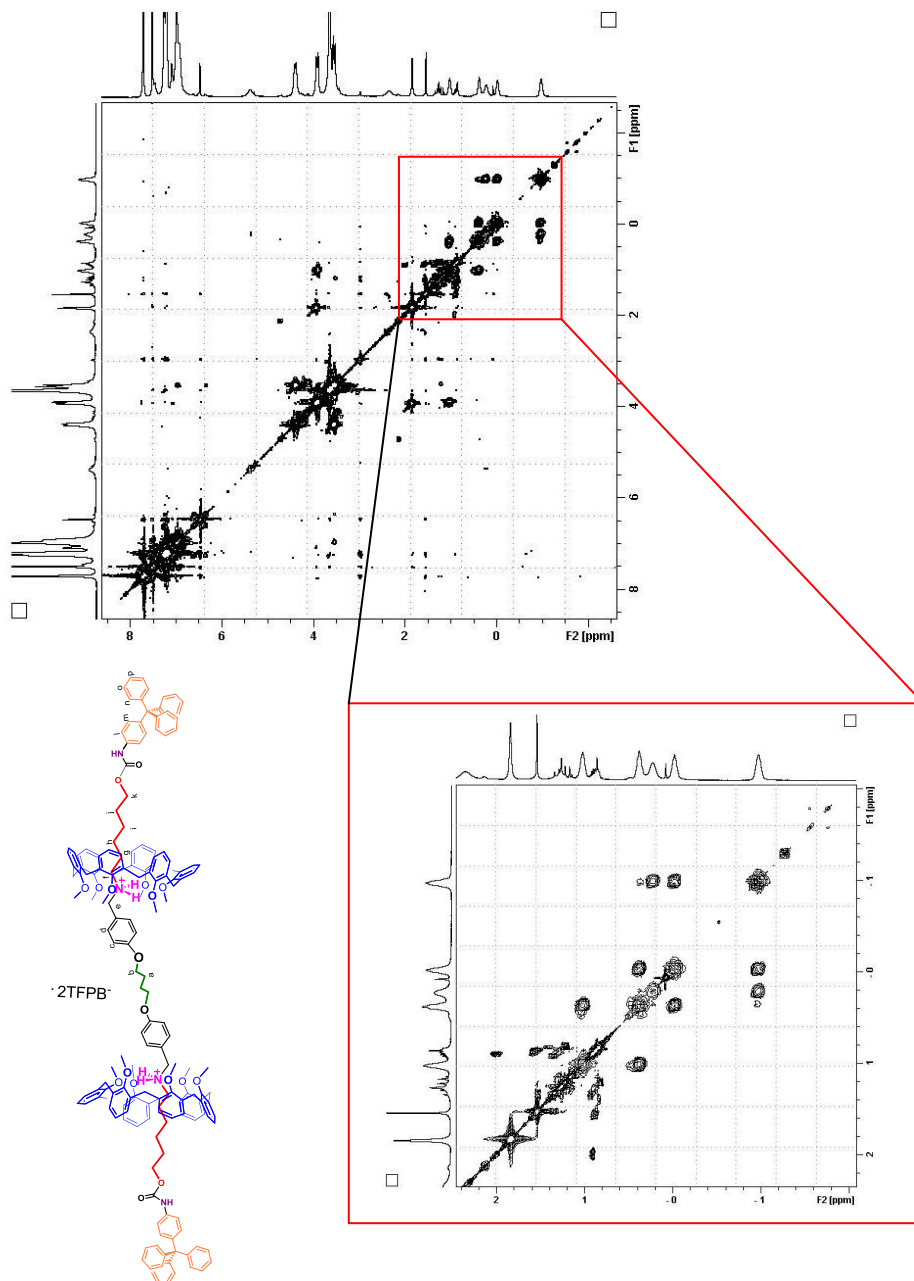 F1 [ppm]
0
2
4
6
8
8
6
4
2
0
F2 [ppm]
p
o
n
m
l
HN
O
O
k
j
i
h
g
f
N
+
H
H
O
O
O
O
O
O
e
d
c
O
b
a
· 2TFPB-
O
H
H
N
+
O
O
O
O
O
O
O
O
O
NH
F1 [ppm]
- 1
- 0
1
2
2
1
- 0
- 1
F2 [ppm]